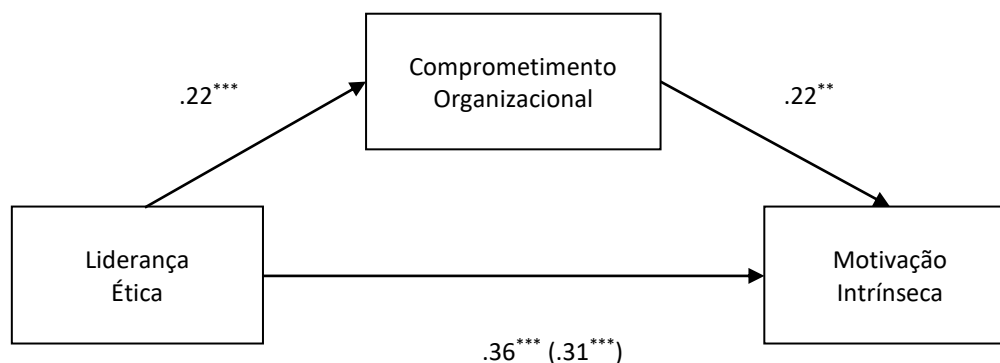 Comprometimento
Organizacional
.22***
.22**
Liderança
Ética
Motivação
Intrínseca
.36*** (.31***)